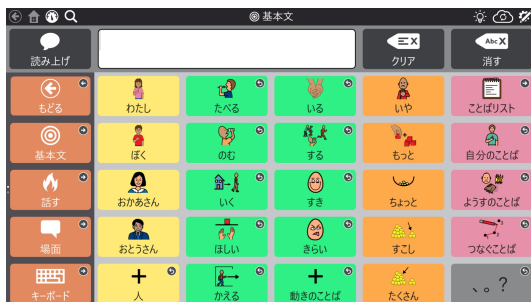 基本文
読み上げ
クリア
Abc X
消す
もどる
わたし
たべる
いる
いや
ことばリスト
基本文
ぼく
のむ
する
もっと
自分のことば
話す
おかあさん
いく
すき
ちょっと
ようすのことば
場面
おとうさん
ほしい
きらい
すこし
つなぐことば
キーボード
人
かえる
動きのことば
たくさん
、。?